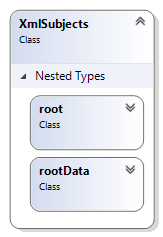 XmlSubjects
Class
Nested Types
root
Class
rootData
Class